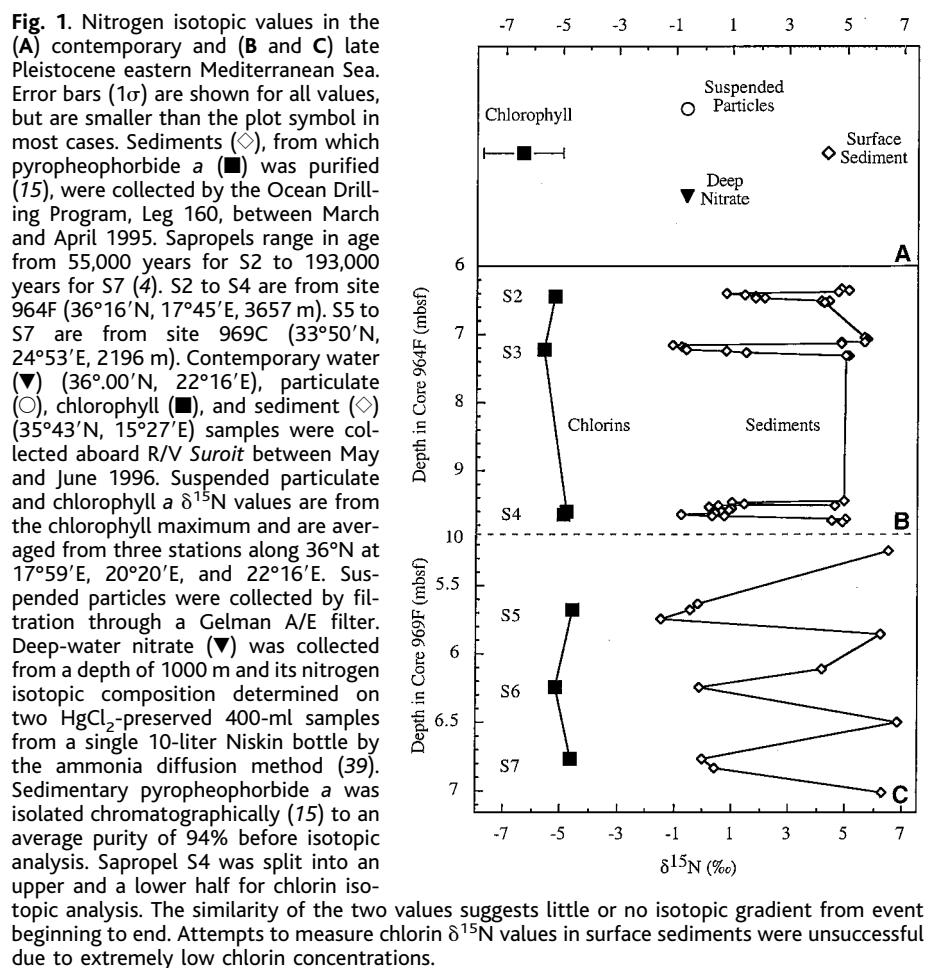 Fig. 1. Nitrogen isotopic values in the
(A) contemporary and (B and C) late
Pleistocene eastern Mediterranean Sea.
Error bars (1σ) are shown for all values,
but are smaller than the plot symbol in
most cases. Sediments (◇), from which
pyropheophorbide a (■) was purified
(15), were collected by the Ocean Drill-
ing Program, Leg 160, between March
and April 1995. Sapropels range in age
from 55,000 years for S2 to 193,000
years for S7 (4). S2 to S4 are from site
964F (36°16′N, 17°45′E, 3657 m). S5 to
S7 are from site 969C (33°50′N,
24°53′E, 2196 m). Contemporary water
(▼) (36°.00′N, 22°16′E), particulate
(○), chlorophyll (■), and sediment (◇)
(35°43′N, 15°27′E) samples were col-
lected aboard R/V Suroit between May
and June 1996. Suspended particulate
and chlorophyll a δ¹⁵N values are from
the chlorophyll maximum and are aver-
aged from three stations along 36°N at
17°59′E, 20°20′E, and 22°16′E. Sus-
pended particles were collected by fil-
tration through a Gelman A/E filter.
Deep-water nitrate (▼) was collected
from a depth of 1000 m and its nitrogen
isotopic composition determined on
two HgCl₂-preserved 400-ml samples
from a single 10-liter Niskin bottle by
the ammonia diffusion method (39).
Sedimentary pyropheophorbide a was
isolated chromatographically (15) to an
average purity of 94% before isotopic
analysis. Sapropel S4 was split into an
upper and a lower half for chlorin iso-
topic analysis. The similarity of the two values suggests little or no isotopic gradient from event
beginning to end. Attempts to measure chlorin δ¹⁵N values in surface sediments were unsuccessful
due to extremely low chlorin concentrations.
-7 -5 -3 -1 1 3 5 7
Suspended
Particles
Chlorophyll
Surface
Sediment
Deep
Nitrate
A
Depth in Core 964F (mbsf)
6
7
8
9
10
S2
S3
Chlorins
Sediments
S4
B
Depth in Core 969F (mbsf)
5.5
6
6.5
7
S5
S6
S7
C
-7 -5 -3 -1 1 3 5 7
δ¹⁵N (‰)